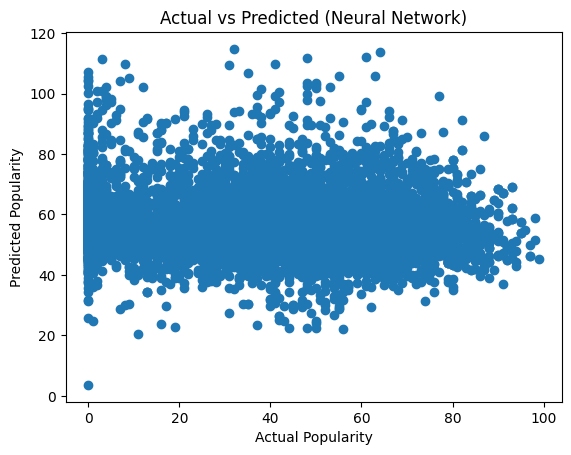 Actual vs Predicted (Neural Network)
120
100
80
60
40
20
0
Predicted Popularity
0 20 40 60 80 100
Actual Popularity